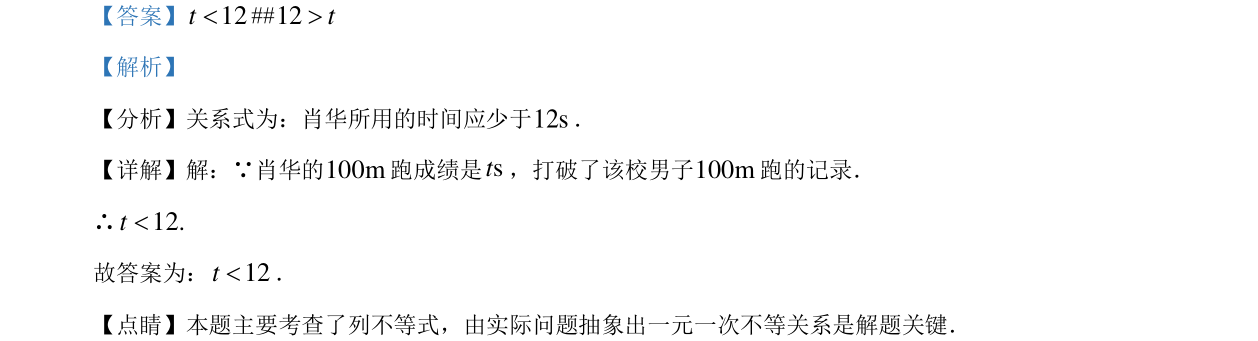 【答案】t<12##12>t
【解析】
【分析】关系式为：肖华所用的时间应少于12s．
【详解】解：∵肖华的100m跑成绩是ts，打破了该校男子100m跑的记录．
∴t<12.
故答案为：t<12．
【点睛】本题主要考查了列不等式，由实际问题抽象出一元一次不等关系是解题关键．